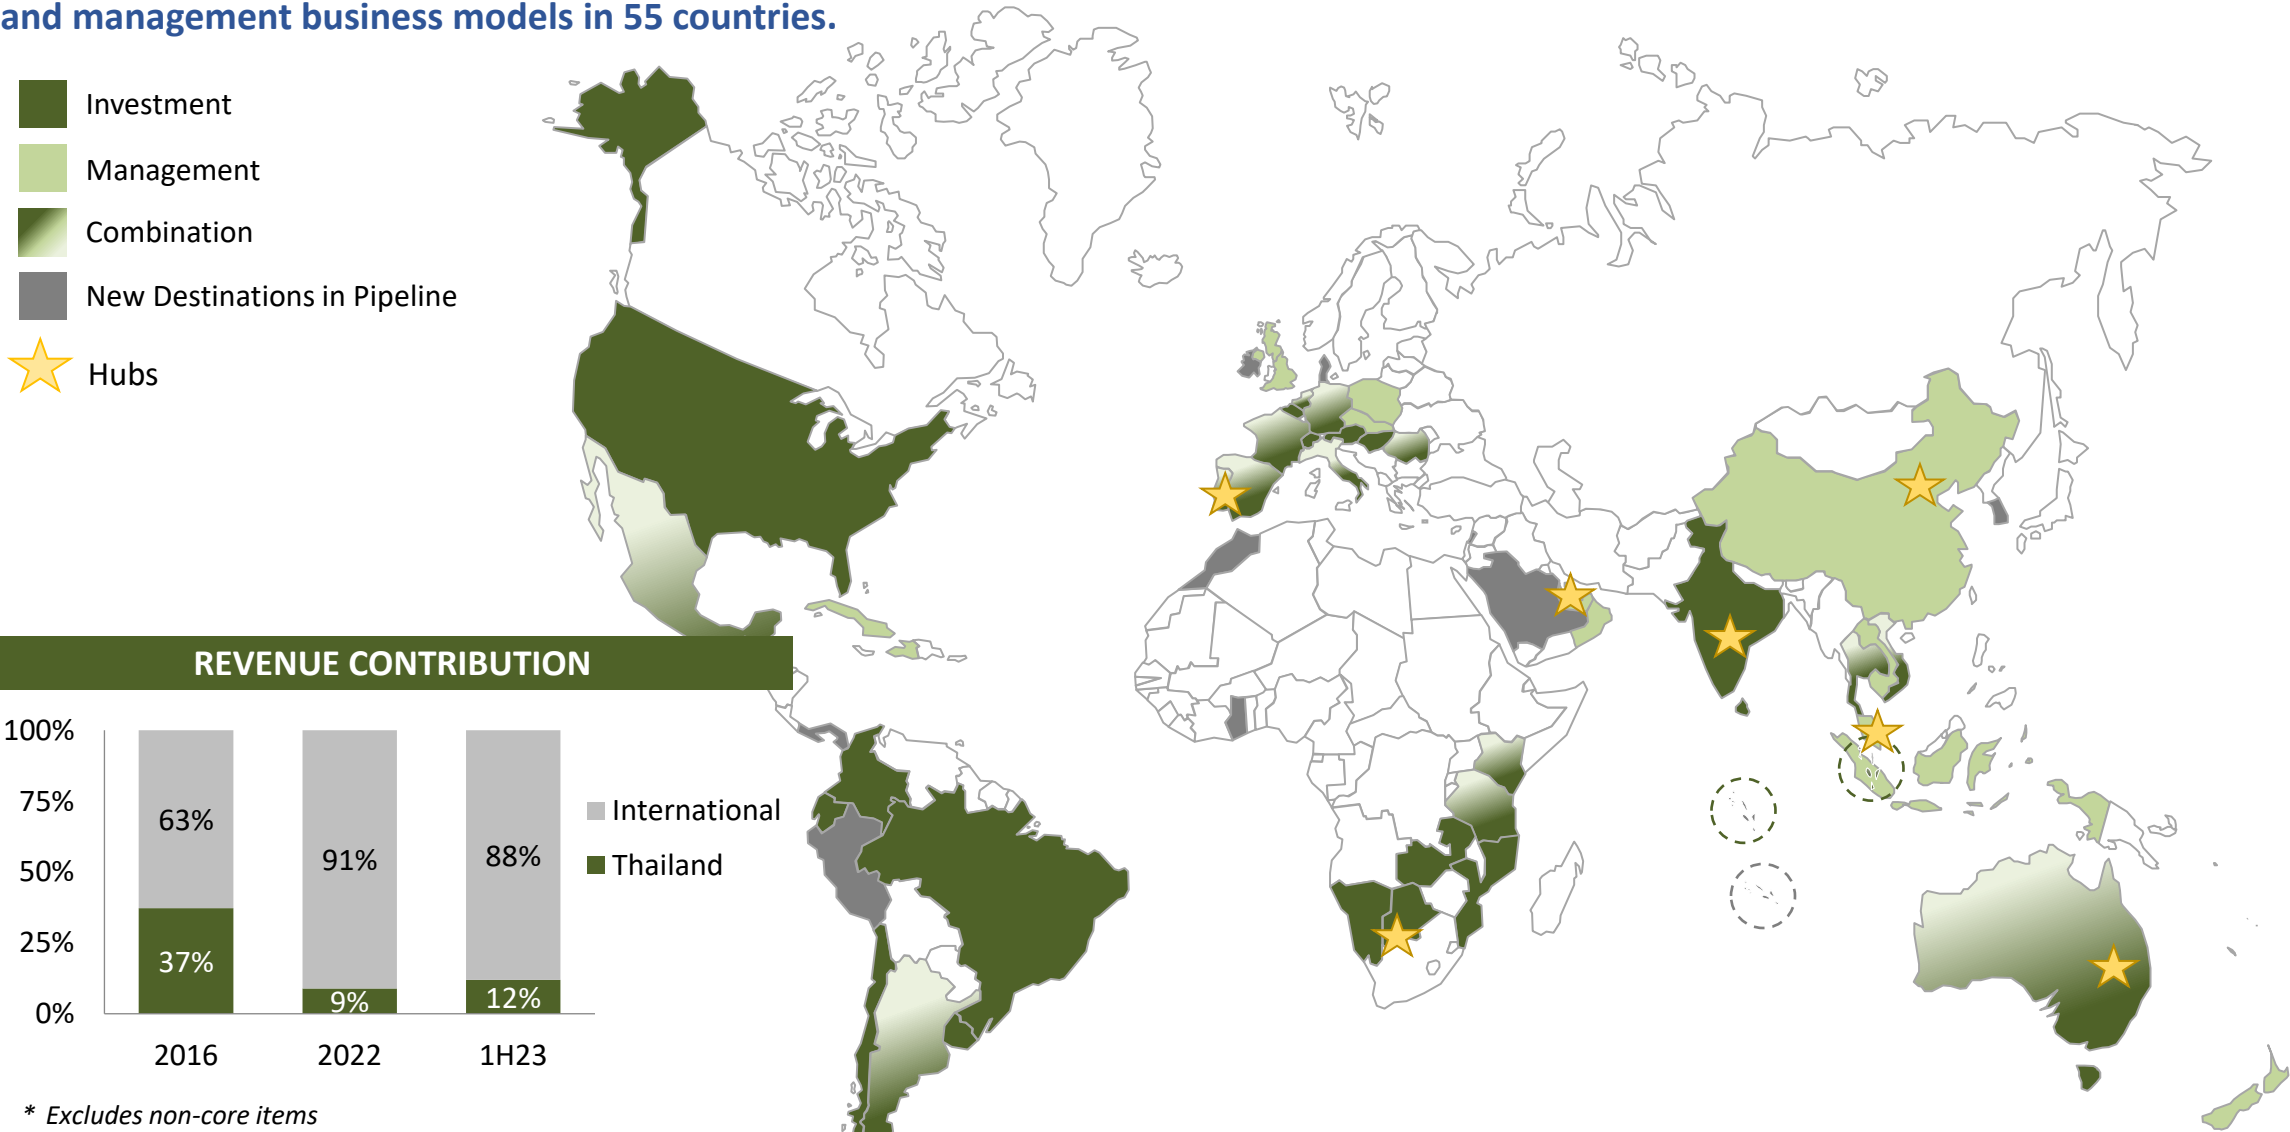 and management business models in 55 countries.
Investment
Management
Combination
New Destinations in Pipeline
Hubs
REVENUE CONTRIBUTION
100%
75%
50%
25%
0%
63%
37%
91%
9%
88%
12%
2016
2022
1H23
International
Thailand
* Excludes non-core items